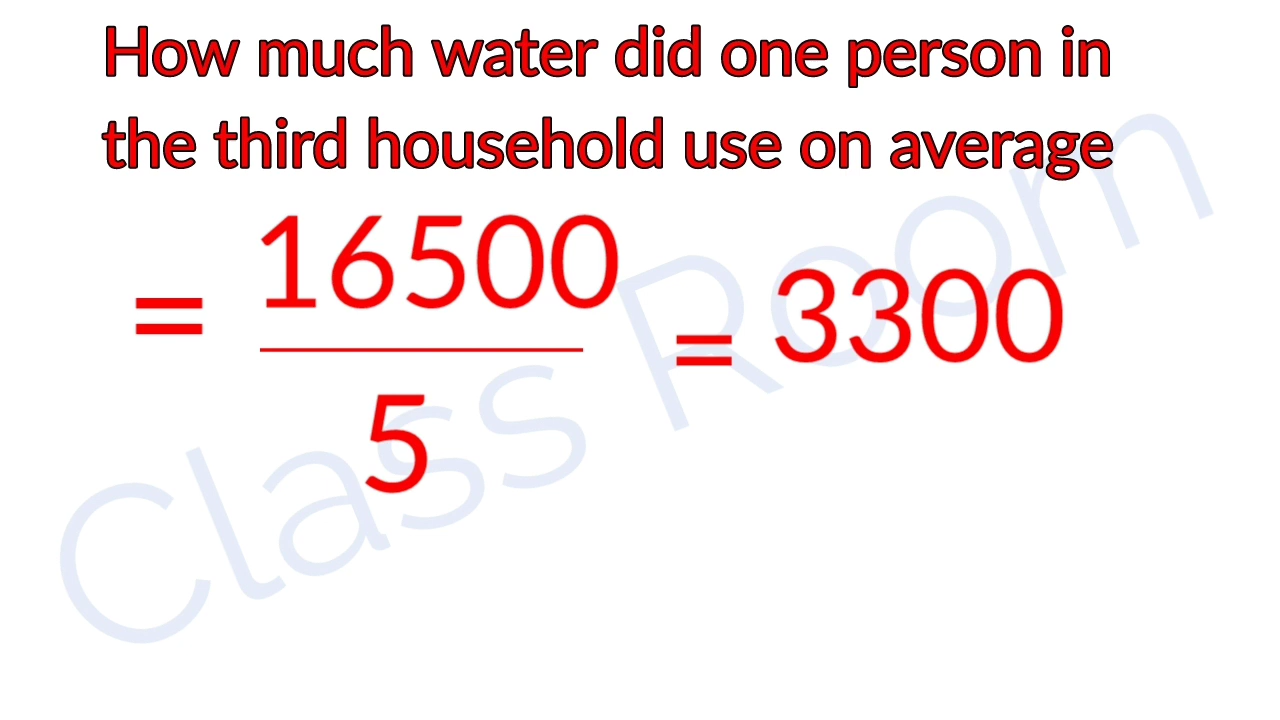 How much water did one person in
the third household use on average
= 16500 / 5 = 3300
Class Room